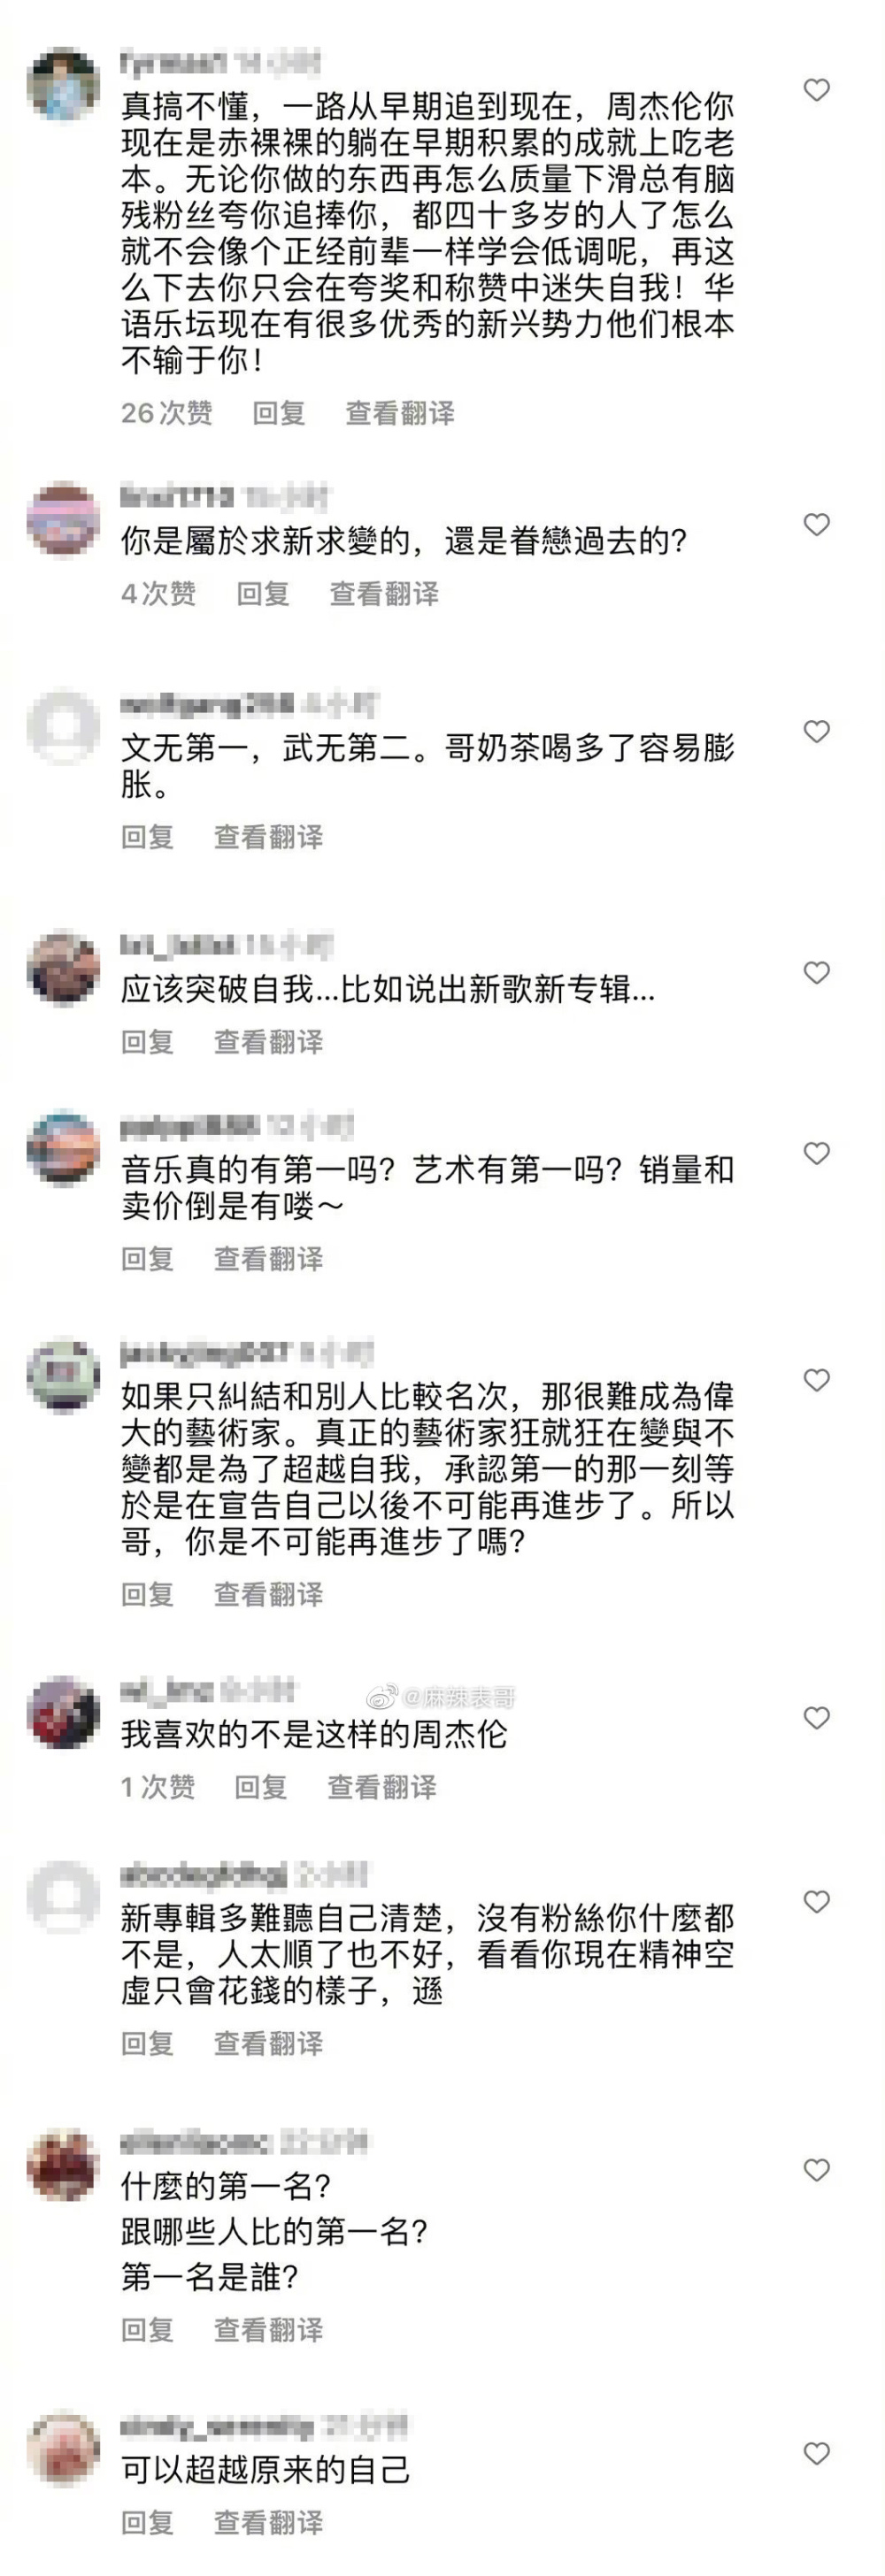 真搞不懂，一路从早期追到现在，周杰伦你
现在是赤裸裸的躺在早期积累的成就上吃老
本。无论你做的东西再怎么质量下滑总有脑
残粉丝夸你追捧你，都四十多岁的人了怎么
就不会像个正经前辈一样学会低调呢，再这
么下去你只会在夸奖和称赞中迷失自我！华
语乐坛现在有很多优秀的新兴势力他们根本
不输于你！
26次赞 回复 查看翻译
你是屬於求新求變的，還是眷戀過去的？
4次赞 回复 查看翻译
文无第一，武无第二。哥奶茶喝多了容易膨
胀。
回复 查看翻译
应该突破自我...比如说出新歌新专辑...
回复 查看翻译
音乐真的有第一吗？艺术有第一吗？销量和
卖价倒是有喽～
回复 查看翻译
如果只糾結和別人比較名次，那很難成為偉
大的藝術家。真正的藝術家狂就狂在變與不
變都是為了超越自我，承認第一的那一刻等
於是在宣告自己以後不可能再進步了。所以
哥，你是不可能再進步了嗎？
回复 查看翻译
@麻辣表哥
我喜欢的不是这样的周杰伦
1次赞 回复 查看翻译
新專輯多難聽自己清楚，沒有粉絲你什麼都
不是，人太順了也不好，看看你現在精神空
虛只會花錢的樣子，遜
回复 查看翻译
什麼的第一名？
跟哪些人比的第一名？
第一名是誰？
回复 查看翻译
可以超越原来的自己
回复 查看翻译